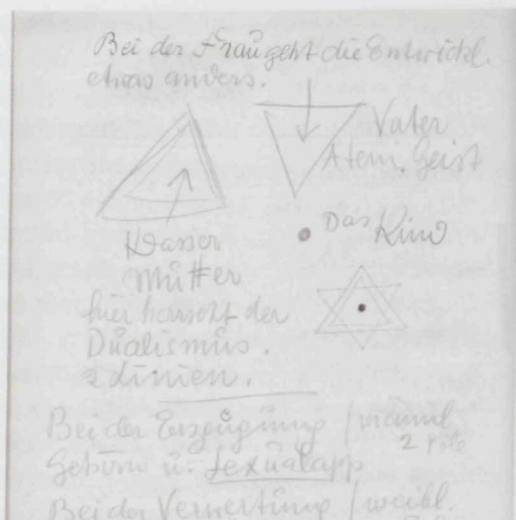 Bei der Frau geht die Entwickl.
etwas anders.
Vater
Atem. Geist
Das Kind
Wasser
Mutter
hier herrscht der
Dualismus.
2 Linien.
Bei der Erzeugung / männl
2 Pole
Gehirn u. Sexualapp
Bei der Verwertung / weibl.